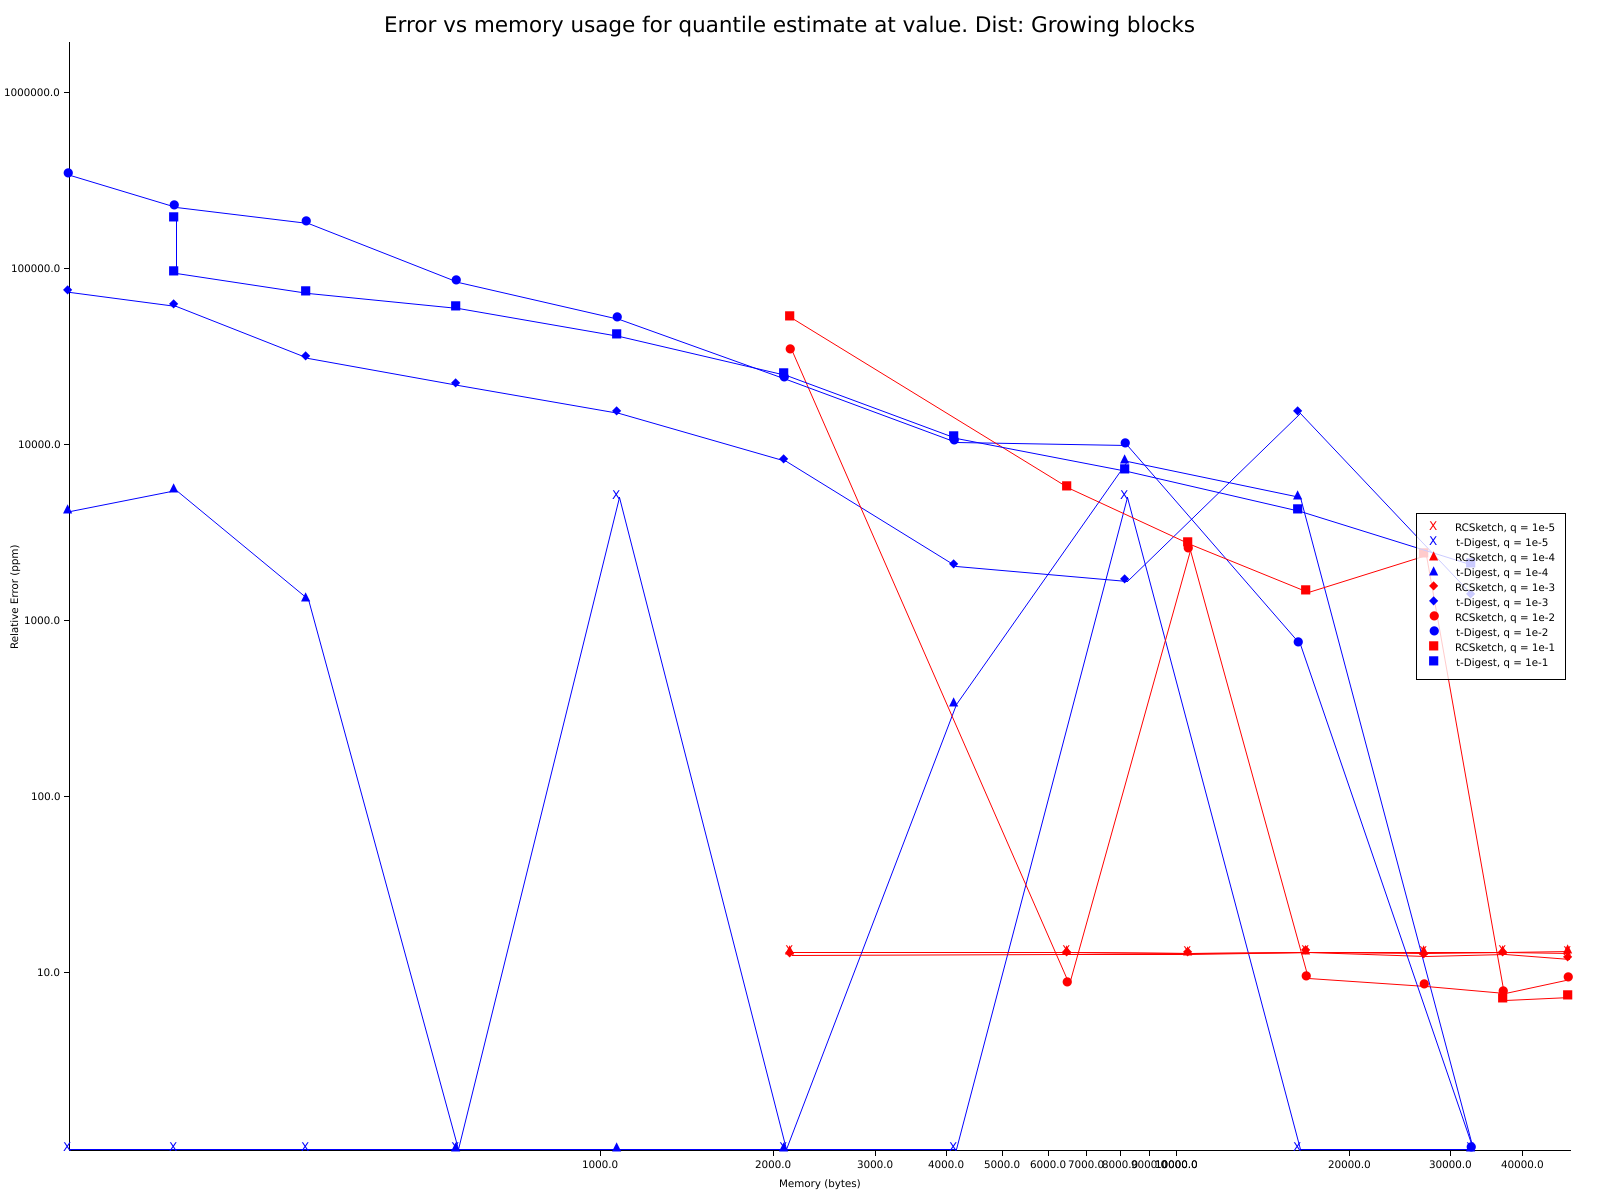 Error vs memory usage for quantile estimate at value. Dist: Growing blocks
1000000.0
100000.0
10000.0
1000.0
100.0
10.0
Relative Error (ppm)
RCSketch, q = 1e-5
t-Digest, q = 1e-5
RCSketch, q = 1e-4
t-Digest, q = 1e-4
RCSketch, q = 1e-3
t-Digest, q = 1e-3
RCSketch, q = 1e-2
t-Digest, q = 1e-2
RCSketch, q = 1e-1
t-Digest, q = 1e-1
1000.0 2000.0 3000.0 4000.0 5000.0 6000.0 7000.0 8000.0 9000.0 10000.0 20000.0 30000.0 40000.0
Memory (bytes)